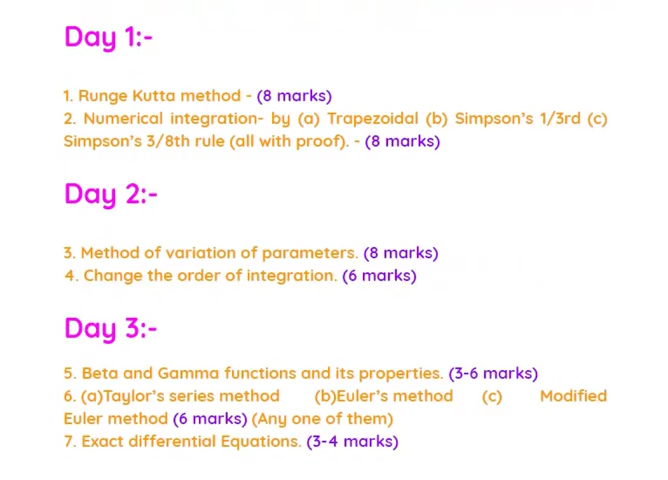 Day 1:-
1. Runge Kutta method - (8 marks)
2. Numerical integration- by (a) Trapezoidal (b) Simpson's 1/3rd (c)
Simpson's 3/8th rule (all with proof). - (8 marks)
Day 2:-
3. Method of variation of parameters. (8 marks)
4. Change the order of integration. (6 marks)
Day 3:-
5. Beta and Gamma functions and its properties. (3-6 marks)
6. (a)Taylor's series method (b)Euler's method (c) Modified
Euler method (6 marks) (Any one of them)
7. Exact differential Equations. (3-4 marks)